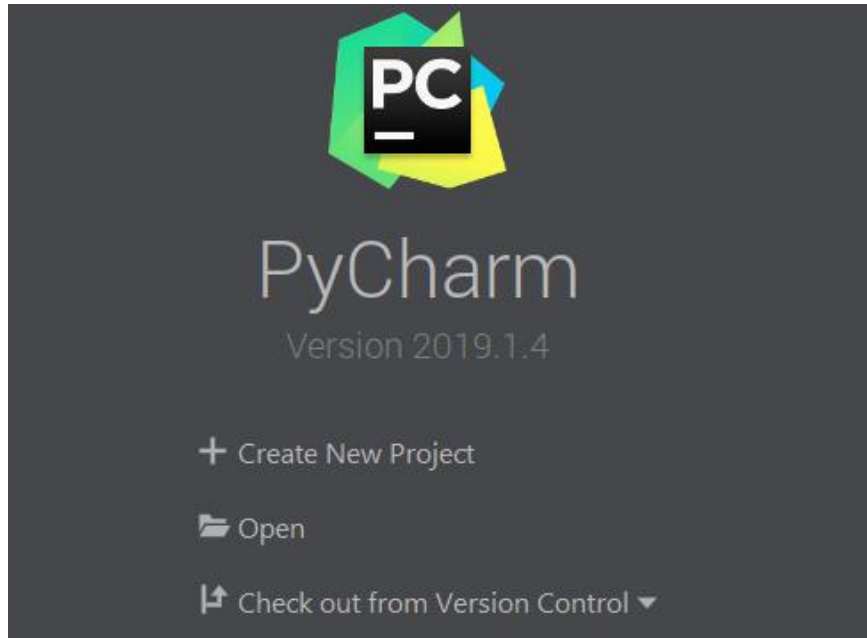 PC
PyCharm
Version 2019.1.4
Create New Project
Open
Check out from Version Control